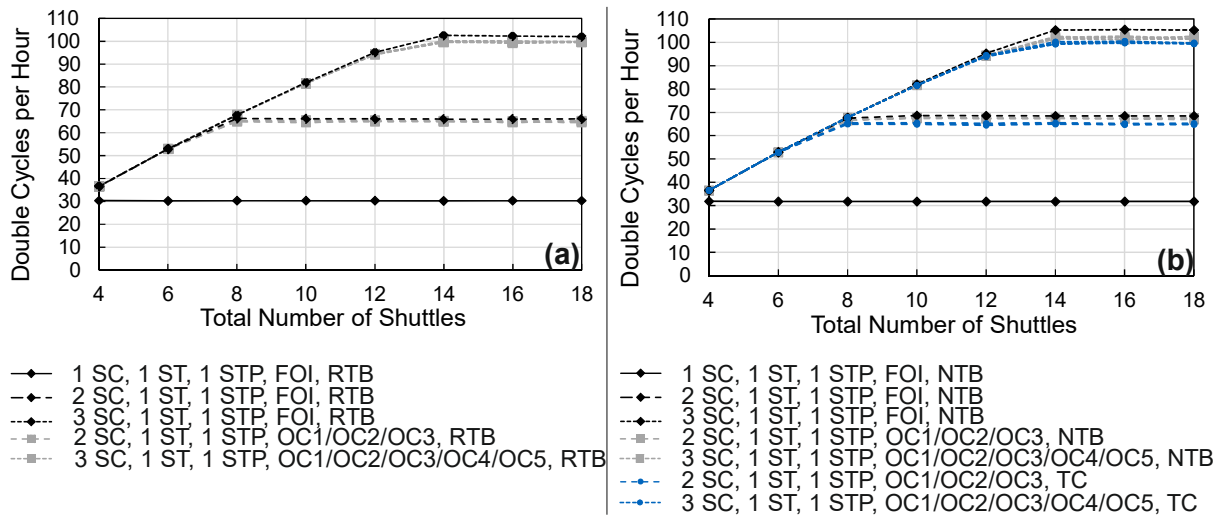 110
100
90
80
70
60
50
40
30
20
10
0
Double Cycles per Hour
(a)
4 6 8 10 12 14 16 18
Total Number of Shuttles
1 SC, 1 ST, 1 STP, FOI, RTB
2 SC, 1 ST, 1 STP, FOI, RTB
3 SC, 1 ST, 1 STP, FOI, RTB
2 SC, 1 ST, 1 STP, OC1/OC2/OC3, RTB
3 SC, 1 ST, 1 STP, OC1/OC2/OC3/OC4/OC5, RTB
110
100
90
80
70
60
50
40
30
20
10
0
Double Cycles per Hour
(b)
4 6 8 10 12 14 16 18
Total Number of Shuttles
1 SC, 1 ST, 1 STP, FOI, NTB
2 SC, 1 ST, 1 STP, FOI, NTB
3 SC, 1 ST, 1 STP, FOI, NTB
2 SC, 1 ST, 1 STP, OC1/OC2/OC3, NTB
3 SC, 1 ST, 1 STP, OC1/OC2/OC3/OC4/OC5, NTB
2 SC, 1 ST, 1 STP, OC1/OC2/OC3, TC
3 SC, 1 ST, 1 STP, OC1/OC2/OC3/OC4/OC5, TC